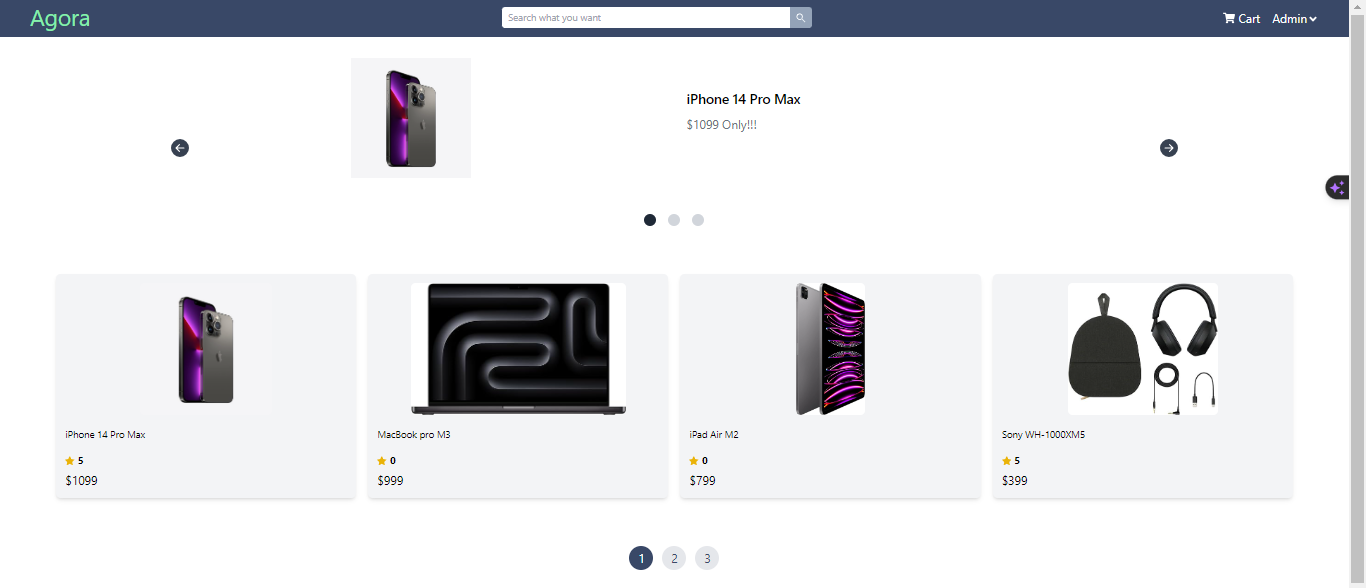 Agora
Search what you want
Cart
Admin
iPhone 14 Pro Max
$1099 Only!!!
iPhone 14 Pro Max
5
$1099
MacBook pro M3
0
$999
iPad Air M2
0
$799
Sony WH-1000XM5
5
$399
1 2 3